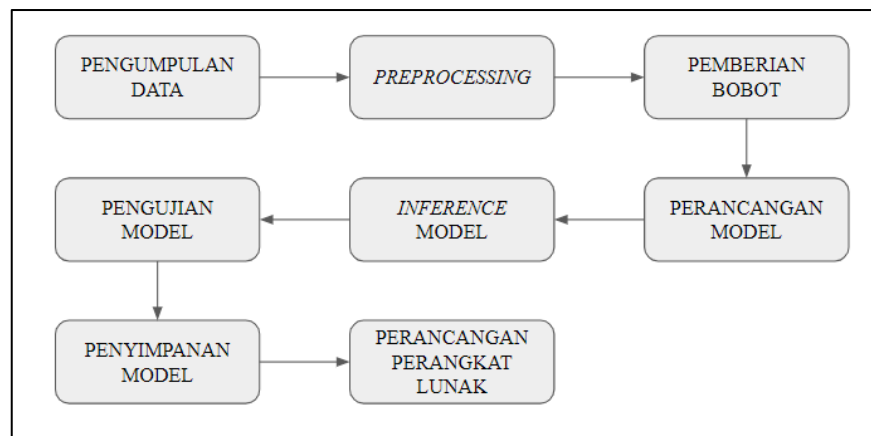 PENGUMPULAN
DATA
PREPROCESSING
PEMBERIAN
BOBOT
PERANCANGAN
MODEL
INFERENCE
MODEL
PENGUJIAN
MODEL
PENYIMPANAN
MODEL
PERANCANGAN
PERANGKAT
LUNAK